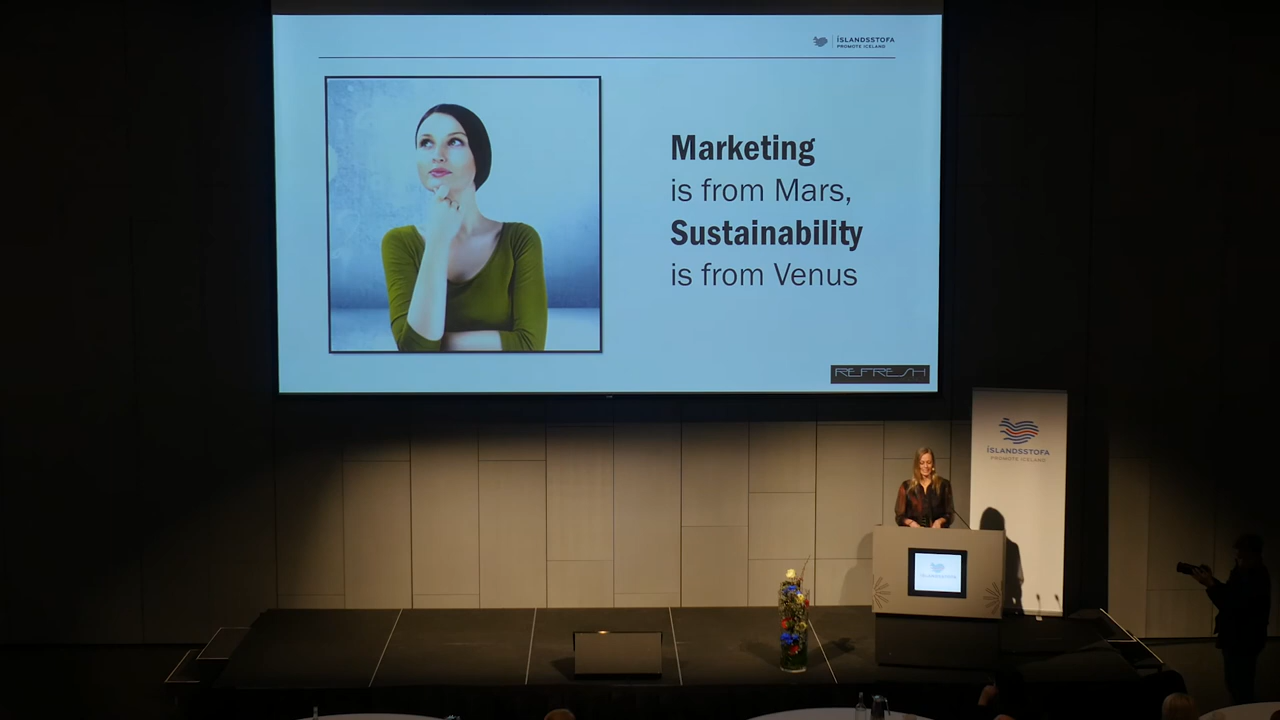 ÍSLANDSSTOFA
PROMOTE ICELAND
Marketing
is from Mars,
Sustainability
is from Venus
REFRESH
ÍSLANDSSTOFA
PROMOTE ICELAND